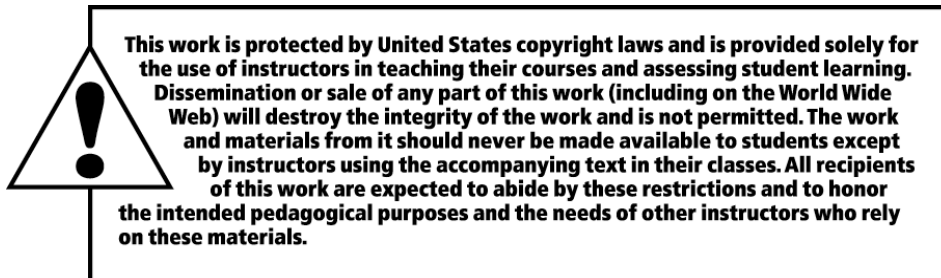 This work is protected by United States copyright laws and is provided solely for
the use of instructors in teaching their courses and assessing student learning.
Dissemination or sale of any part of this work (including on the World Wide
Web) will destroy the integrity of the work and is not permitted. The work
and materials from it should never be made available to students except
by instructors using the accompanying text in their classes. All recipients
of this work are expected to abide by these restrictions and to honor
the intended pedagogical purposes and the needs of other instructors who rely
on these materials.